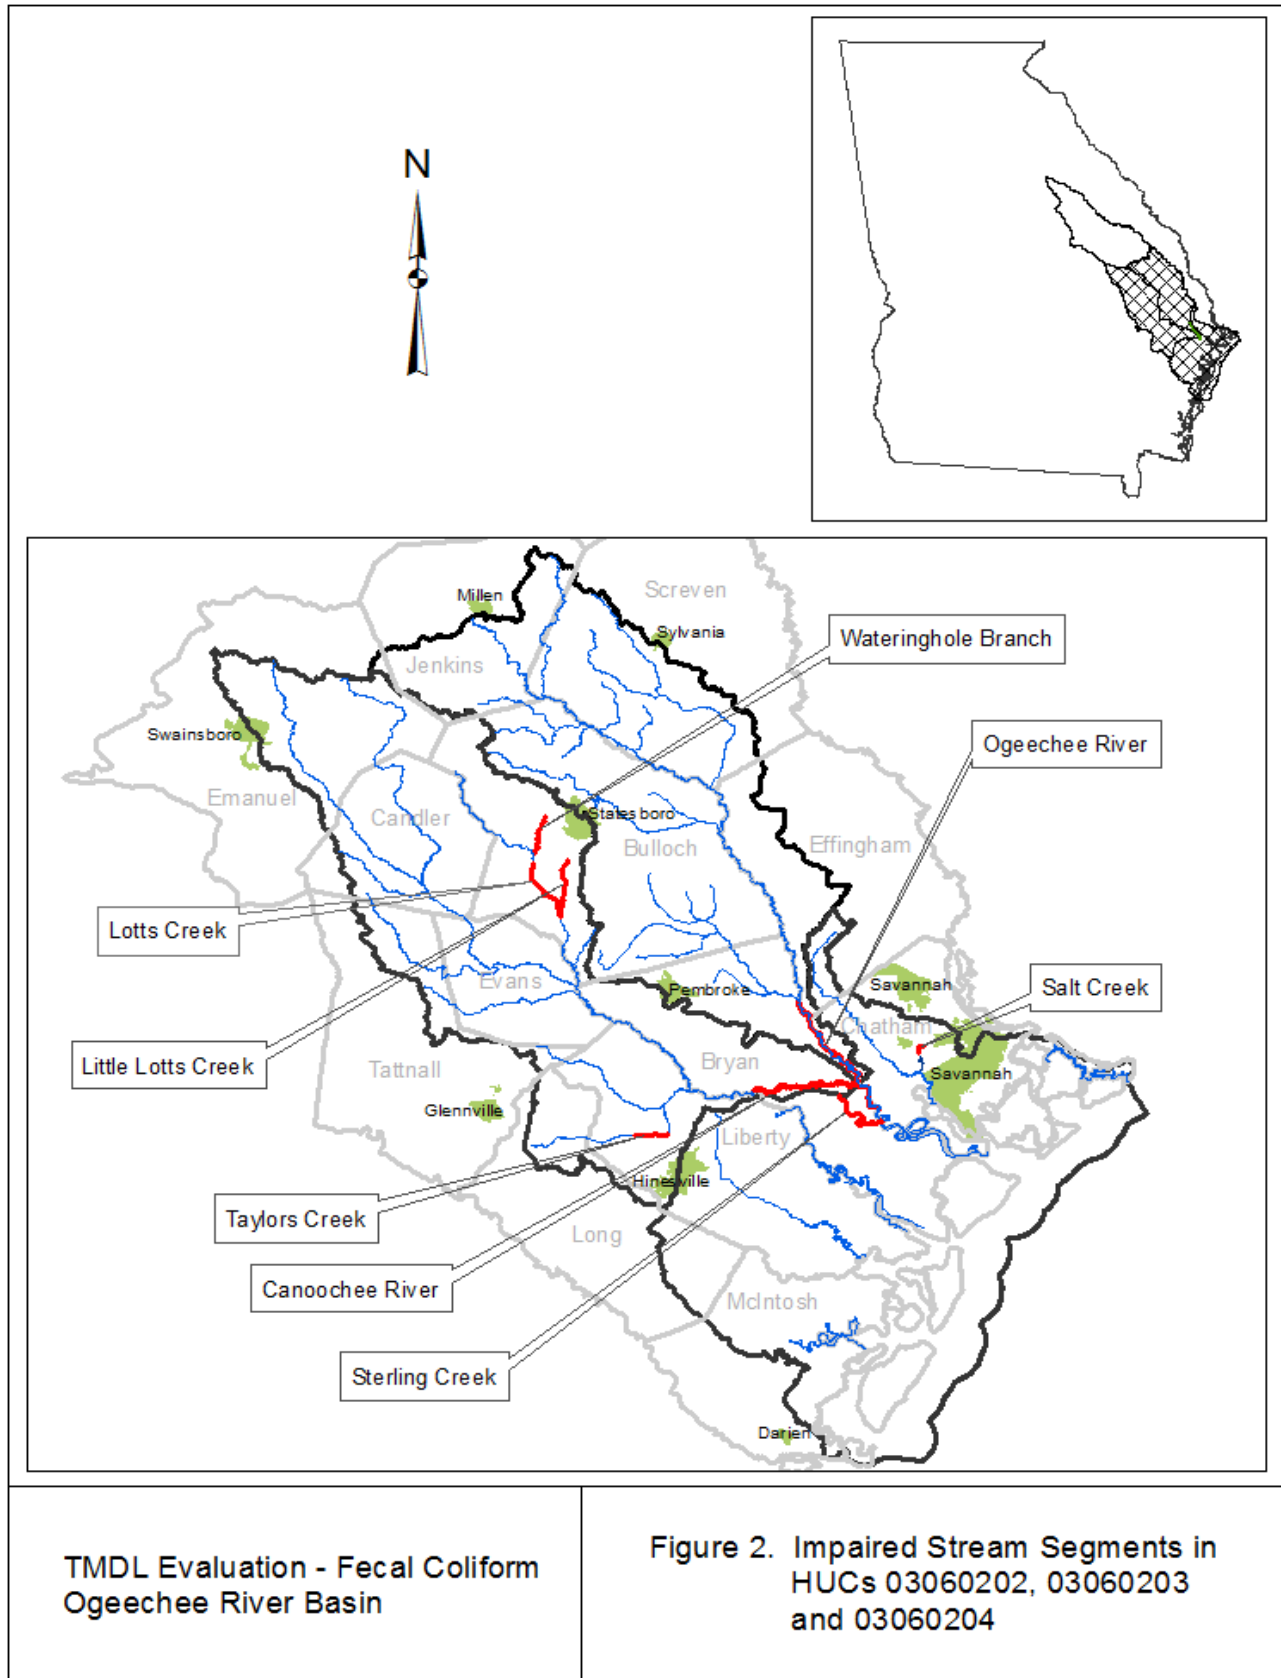 N
Screven
Millen
Sylvania
Wateringhole Branch
Jenkins
Swainsboro
Ogeechee River
Emanuel
Candler
Statesboro
Bulloch
Effingham
Lotts Creek
Evans
Pembroke
Savannah
Salt Creek
Chatham
Little Lotts Creek
Tattnall
Bryan
Savannah
Glennville
Liberty
Hinesville
Taylors Creek
Long
Canoochee River
McIntosh
Sterling Creek
Darien
TMDL Evaluation - Fecal Coliform
Ogeechee River Basin
Figure 2. Impaired Stream Segments in
HUCs 03060202, 03060203
and 03060204